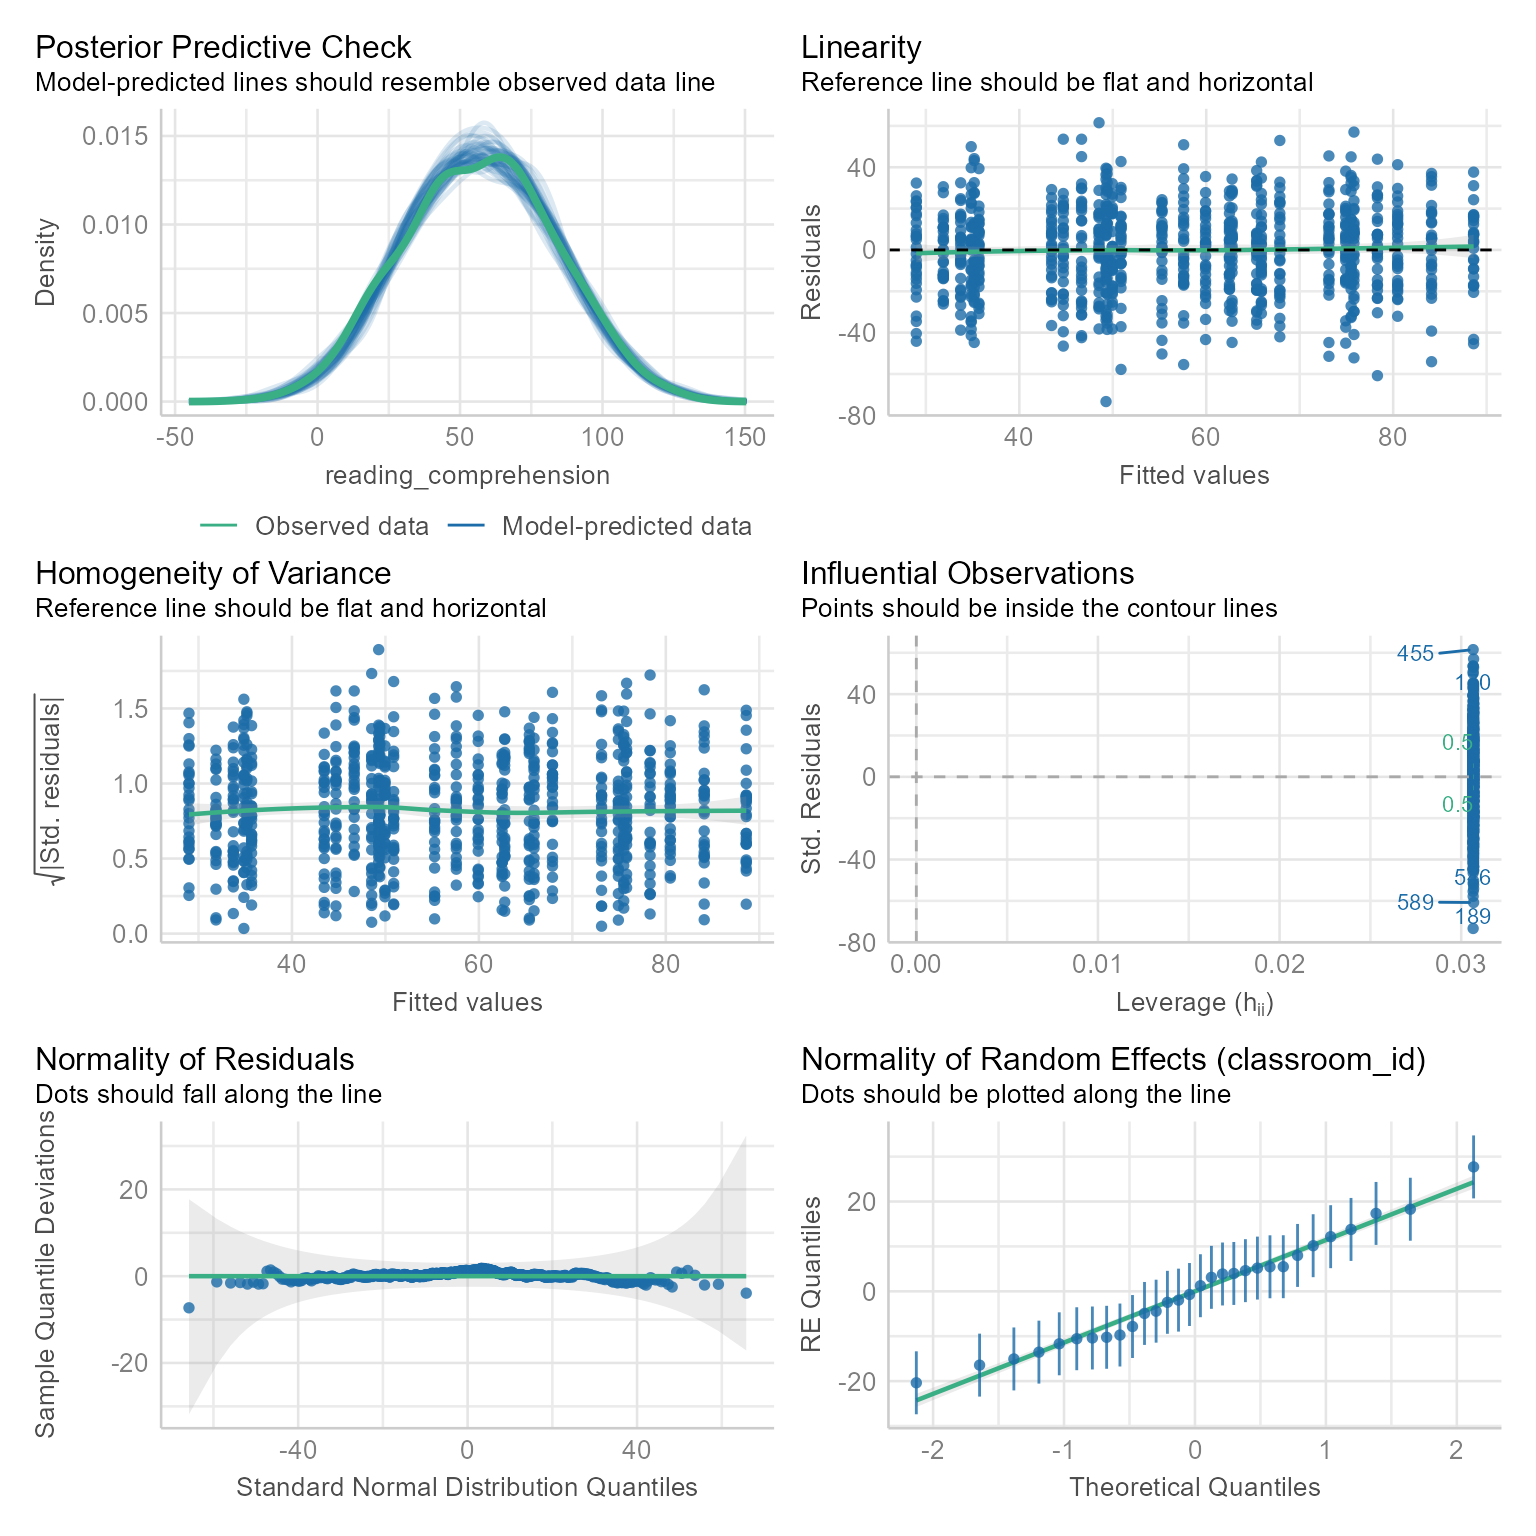 Posterior Predictive Check
Model-predicted lines should resemble observed data line
0.015
0.010
0.005
0.000
Density
-50 0 50 100 150
reading_comprehension
Observed data Model-predicted data
Linearity
Reference line should be flat and horizontal
40
0
-40
-80
Residuals
40 60 80
Fitted values
Homogeneity of Variance
Reference line should be flat and horizontal
1.5
1.0
0.5
0.0
√|Std. residuals|
40 60 80
Fitted values
Influential Observations
Points should be inside the contour lines
455
0.5
0.5
589
189
40
0
-40
-80
Std. Residuals
0.00 0.01 0.02 0.03
Leverage (hii)
Normality of Residuals
Dots should fall along the line
20
0
-20
Sample Quantile Deviations
-40 0 40
Standard Normal Distribution Quantiles
Normality of Random Effects (classroom_id)
Dots should be plotted along the line
20
0
-20
RE Quantiles
-2 -1 0 1 2
Theoretical Quantiles